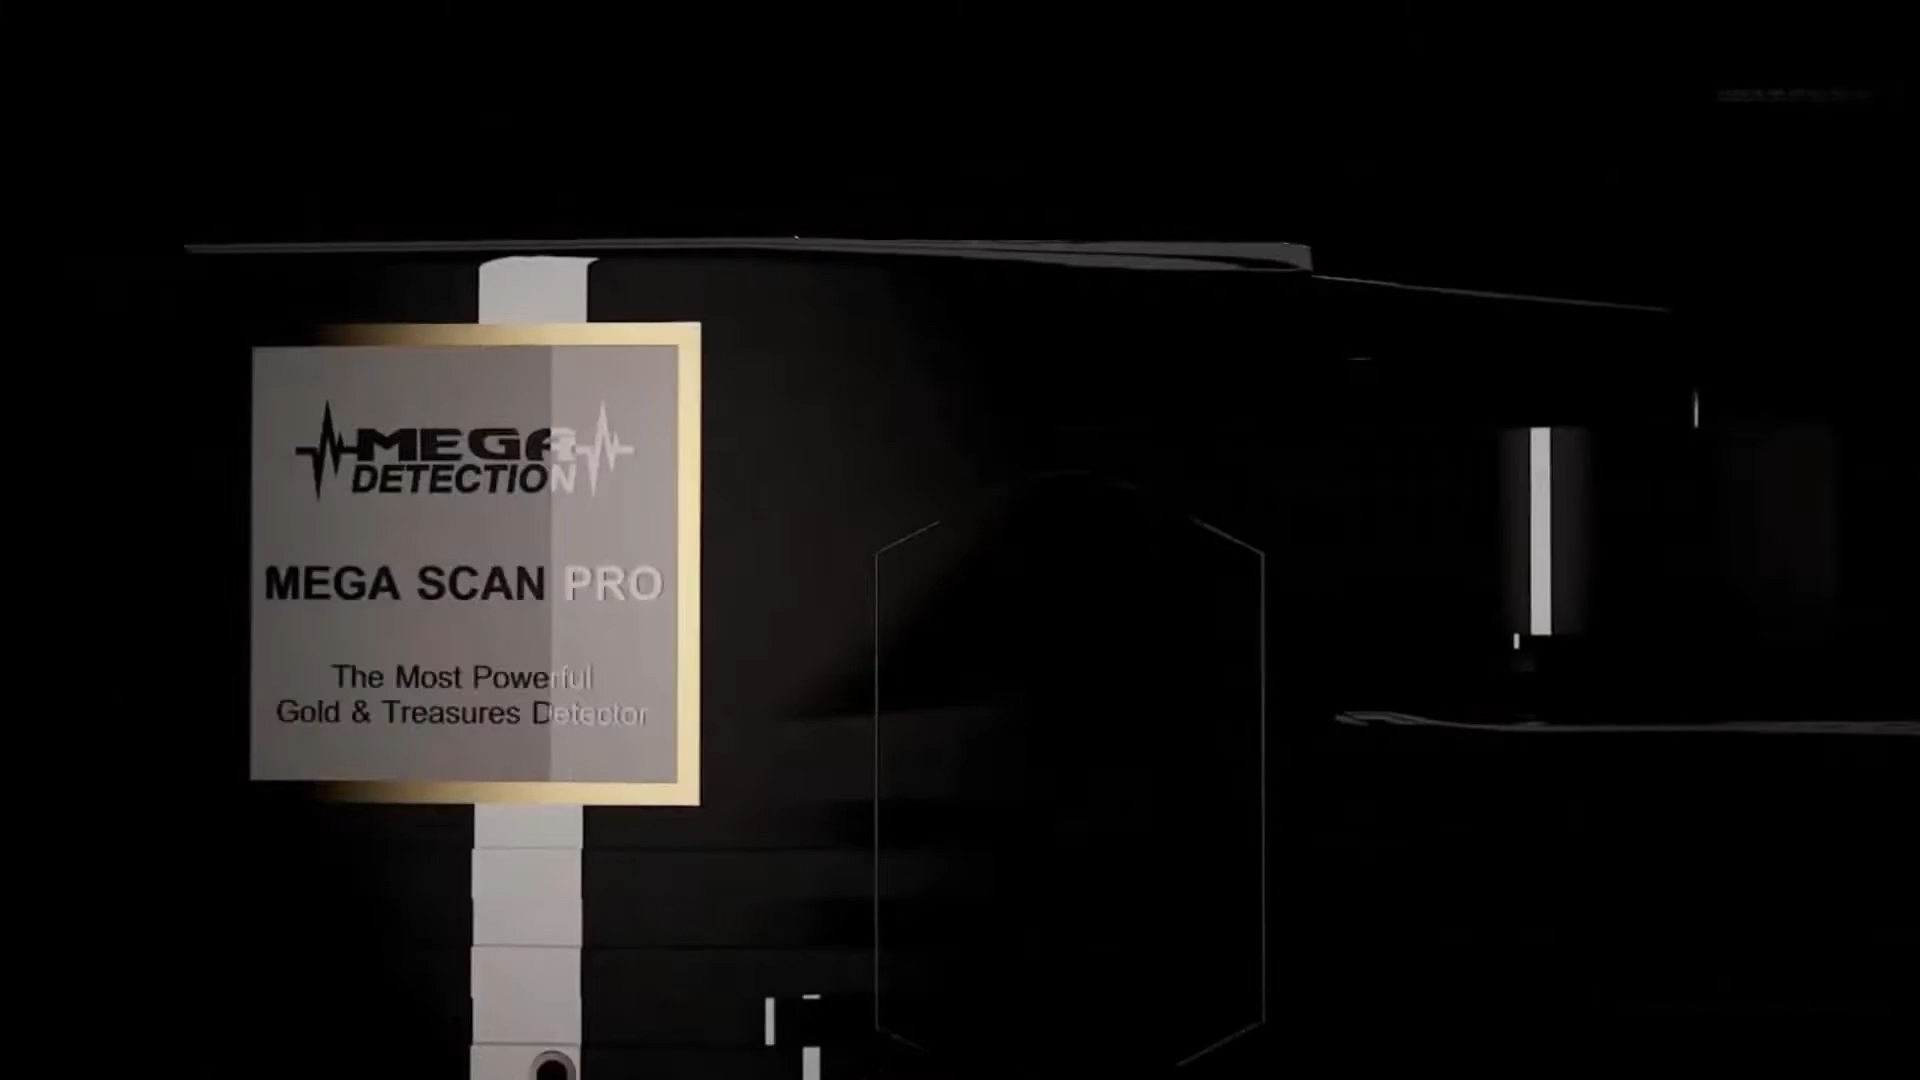 MEGA
DETECTION
MEGA SCAN PRO
The Most Powerful
Gold & Treasures Detector